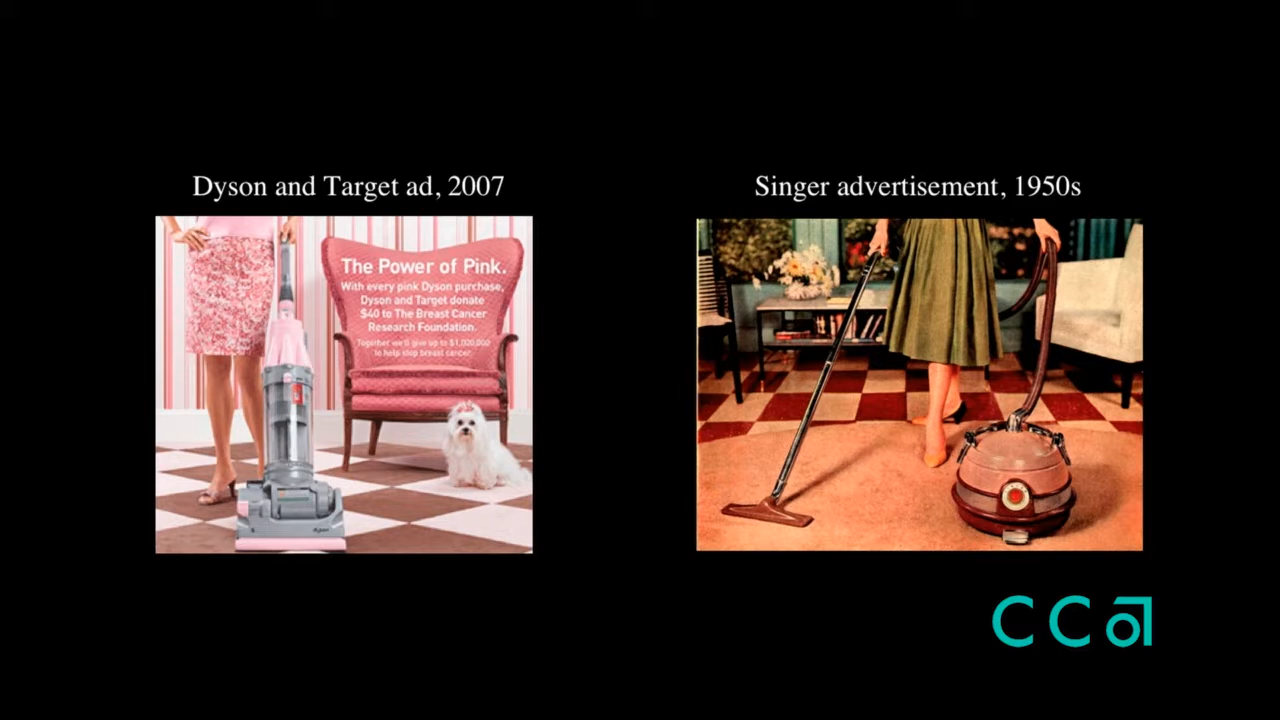 Dyson and Target ad, 2007
The Power of Pink.
With every pink Dyson purchase,
Dyson and Target donate
$40 to The Breast Cancer
Research Foundation.
Together we'll give up to $1,000,000
to help stop breast cancer.
Singer advertisement, 1950s
CCA